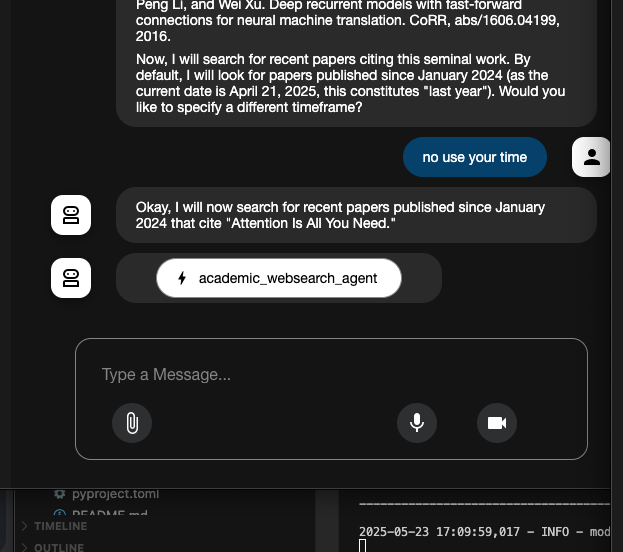 Peng Li, and Wei Xu. Deep recurrent models with fast-forward
connections for neural machine translation. CoRR, abs/1606.04199,
2016.
Now, I will search for recent papers citing this seminal work. By
default, I will look for papers published since January 2024 (as the
current date is April 21, 2025, this constitutes "last year"). Would you
like to specify a different timeframe?
no use your time
Okay, I will now search for recent papers published since January
2024 that cite "Attention Is All You Need."
academic_websearch_agent
Type a Message...
pyproject.toml
README.md
TIMELINE
OUTLINE
2025-05-23 17:09:59,017 - INFO - mod